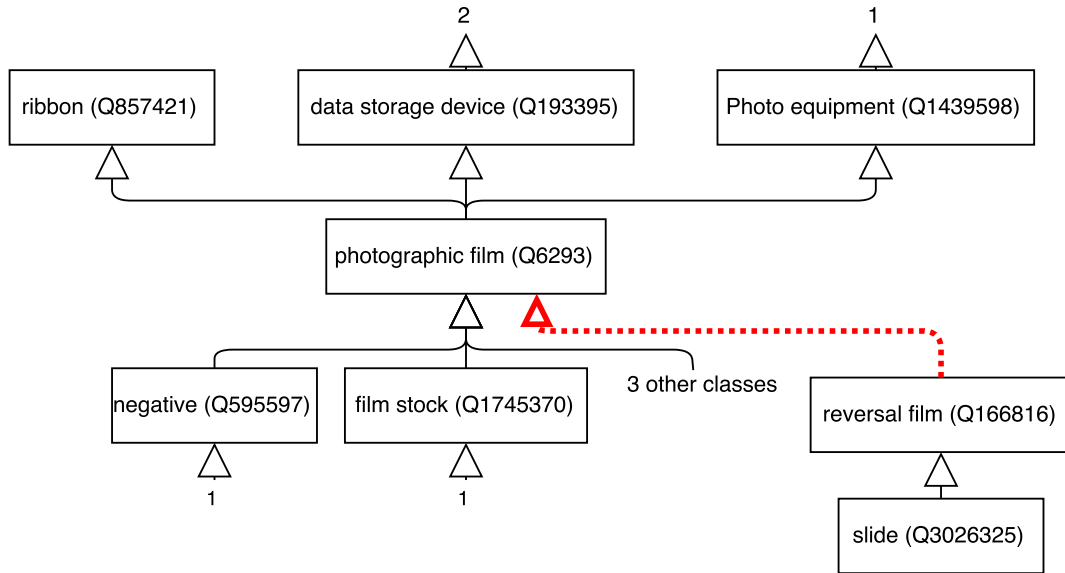 2
1
ribbon (Q857421)
data storage device (Q193395)
Photo equipment (Q1439598)
photographic film (Q6293)
3 other classes
negative (Q595597)
film stock (Q1745370)
reversal film (Q166816)
1
1
slide (Q3026325)